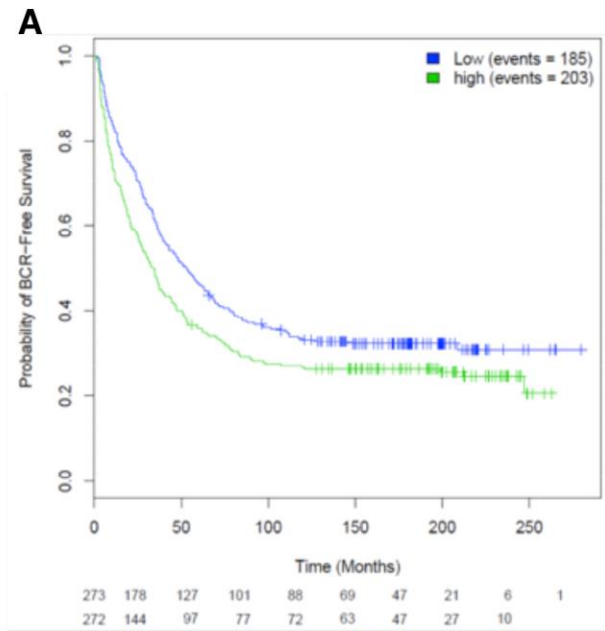 A
Low (events = 185)
high (events = 203)
Probability of BCR−Free Survival
1.0
0.8
0.6
0.4
0.2
0.0
0 50 100 150 200 250
Time (Months)
273 178 127 101 88 69 47 21 6 1
272 144 97 77 72 63 47 27 10